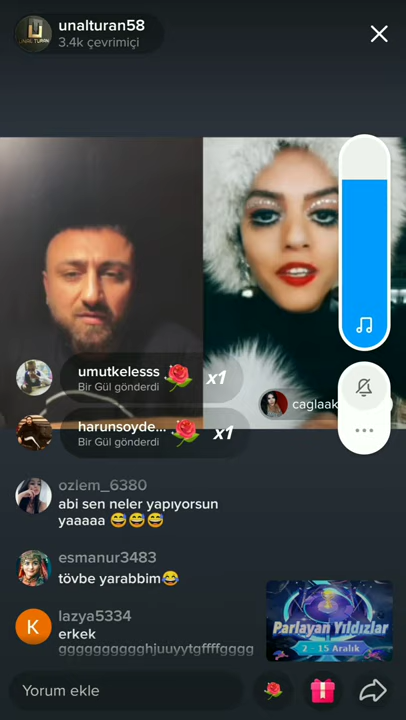 unalturan58
3.4k çevrimiçi
umutkelesss
Bir Gül gönderdi
x1
harunsoyde...
Bir Gül gönderdi
x1
caglaak
ozlem_6380
abi sen neler yapıyorsun
yaaaaa 😅😅😅
esmanur3483
tövbe yarabbim😂
lazya5334
K
erkek
ggggggggghjuuyytgffffgggg
Parlayan Yıldızlar
2 - 15 Aralık
Yorum ekle